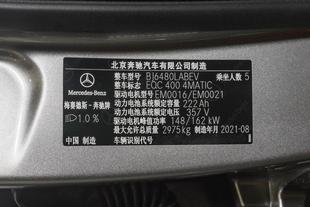 北京奔驰汽车有限公司制造
整车品牌 BJ6480LABEV 乘坐人数 5
整车型号 EQC 400 4MATIC
Mercedes-Benz
驱动电机型号 EM0016/EM0021
动力电池系统额定容量 222 Ah
梅赛德斯-奔驰牌
动力电池系统额定电压 357 V
1.0 %
驱动电机峰值功率 148/162 kW
最大允许总质量 2975 kg 制造年月 2021-08
中国 制造
车辆识别代号